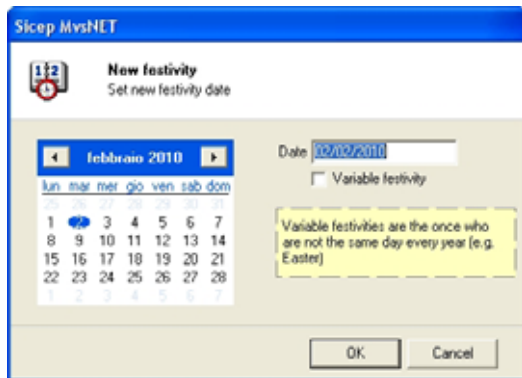 Sicep MvsNET
1 2
New festivity
Set new festivity date
febbraio 2010
lun mar mer gio ven sab dom
25 26 27 28 29 30 31
1 2 3 4 5 6 7
8 9 10 11 12 13 14
15 16 17 18 19 20 21
22 23 24 25 26 27 28
1 2 3 4 5 6 7
Date 02/02/2010
Variable festivity
Variable festivities are the once who
are not the same day every year (e.g.
Easter)
OK Cancel